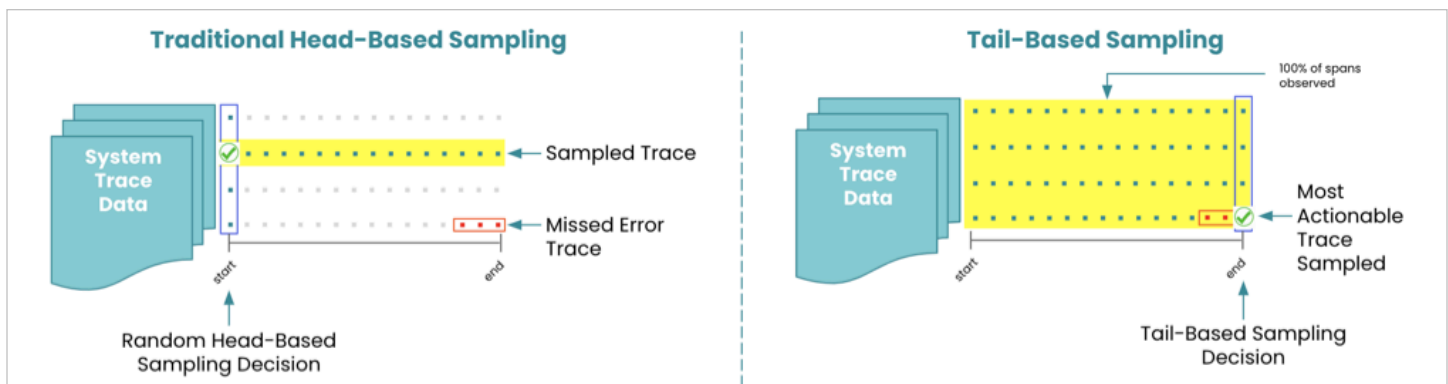 Traditional Head-Based Sampling
System
Trace
Data
Sampled Trace
Missed Error
Trace
start
end
Random Head-Based
Sampling Decision
Tail-Based Sampling
100% of spans
observed
System
Trace
Data
Most
Actionable
Trace
Sampled
start
end
Tail-Based Sampling
Decision